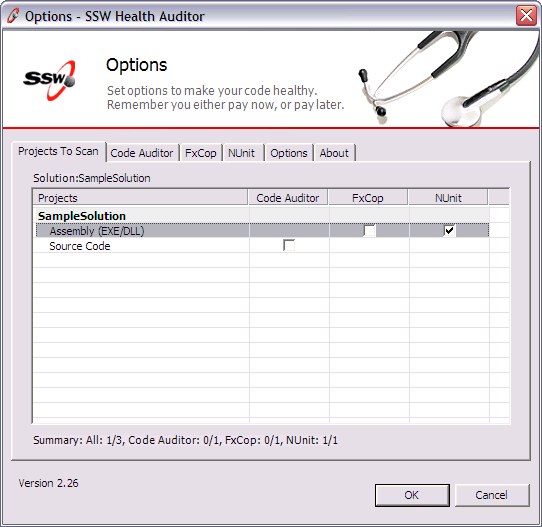 Options - SSW Health Auditor
SSW
Options
Set options to make your code healthy.
Remember you either pay now, or pay later.
Projects To Scan Code Auditor FxCop NUnit Options About
Solution:SampleSolution
Projects Code Auditor FxCop NUnit
SampleSolution
Assembly (EXE/DLL)
Source Code
Summary: All: 1/3, Code Auditor: 0/1, FxCop: 0/1, NUnit: 1/1
Version 2.26
OK Cancel